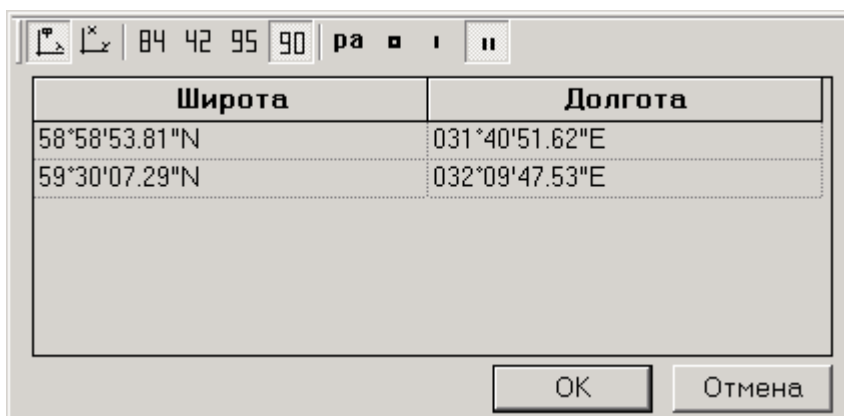 φ λ X Y 84 42 95 90 ра
Широта Долгота
58°58'53.81"N 031°40'51.62"E
59°30'07.29"N 032°09'47.53"E
OK Отмена